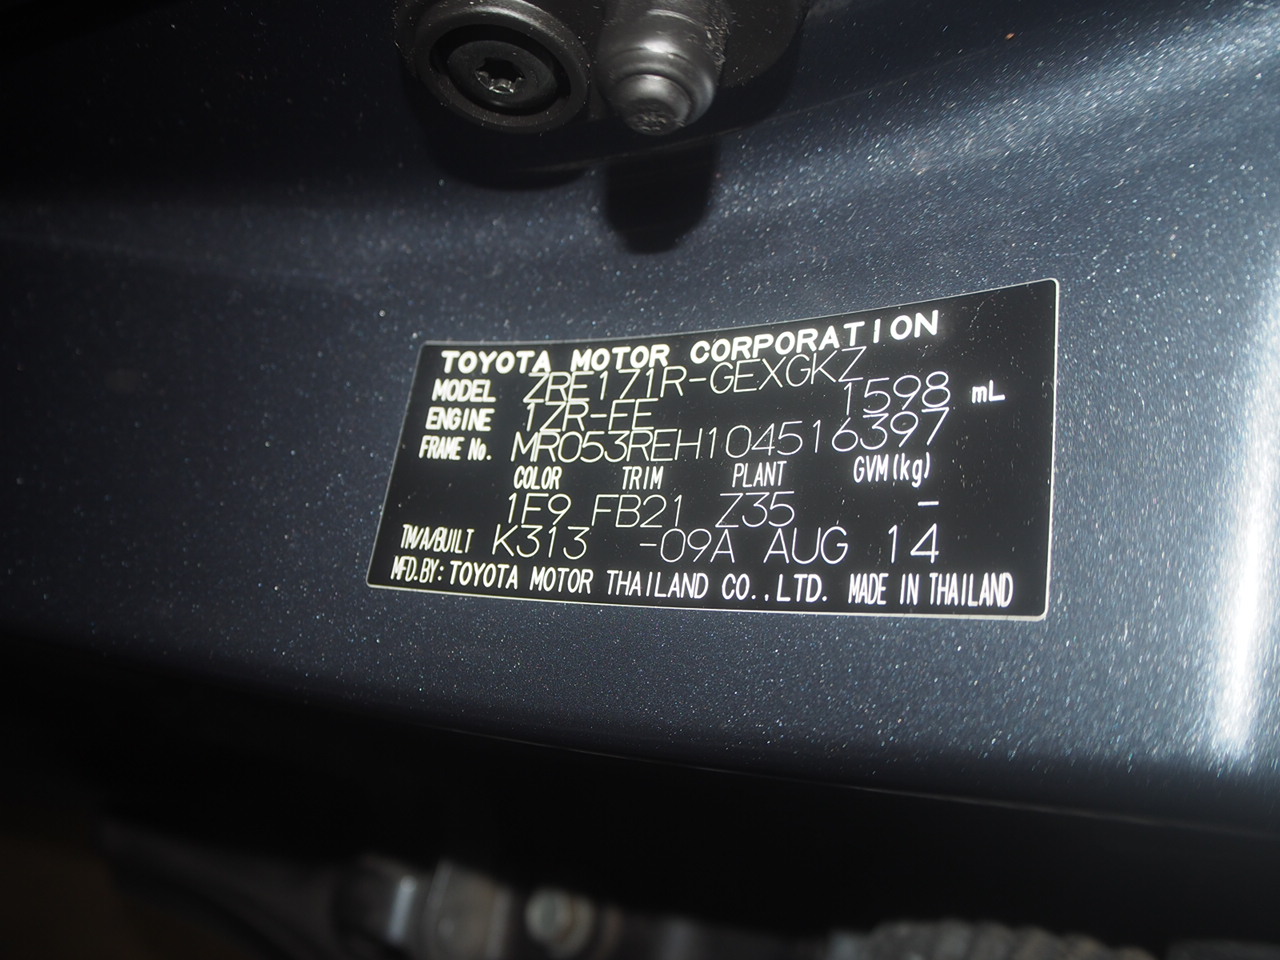 TOYOTA MOTOR CORPORATION
MODEL ZRE171R-GEXGKZ
ENGINE 1ZR-FE 1598 mL
FRAME No. MR053REH104516397
COLOR TRIM PLANT GVM(kg)
1E9 FB21 Z35 –
TM/A/BUILT K313 -09A AUG 14
MFD.BY: TOYOTA MOTOR THAILAND CO.,LTD. MADE IN THAILAND